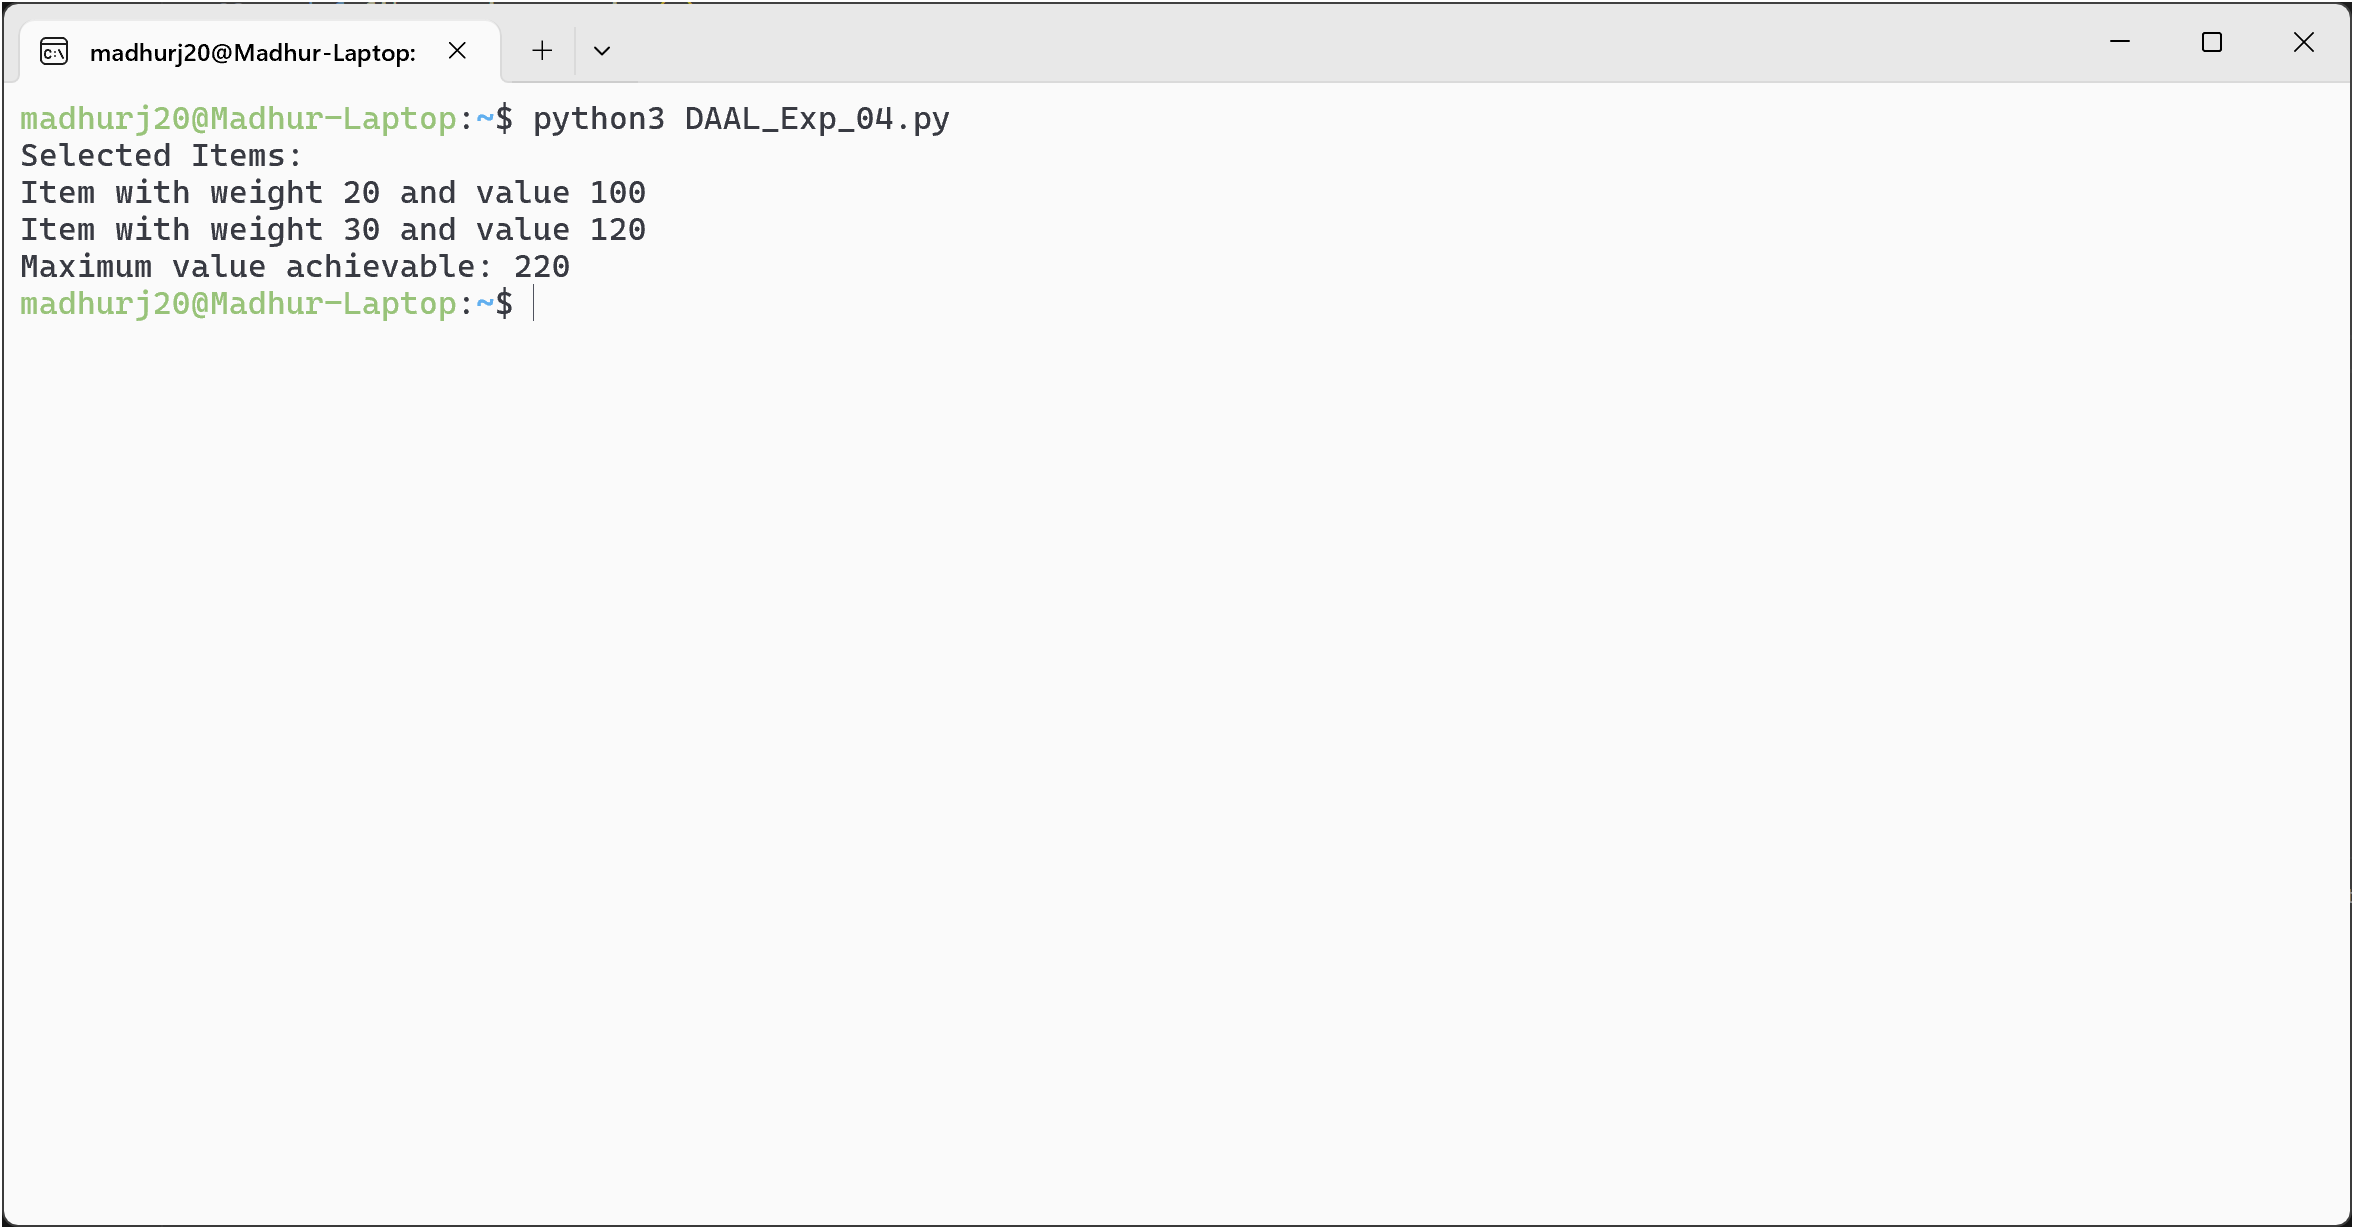 madhurj20@Madhur-Laptop:
madhurj20@Madhur-Laptop:~$ python3 DAAL_Exp_04.py
Selected Items:
Item with weight 20 and value 100
Item with weight 30 and value 120
Maximum value achievable: 220
madhurj20@Madhur-Laptop:~$